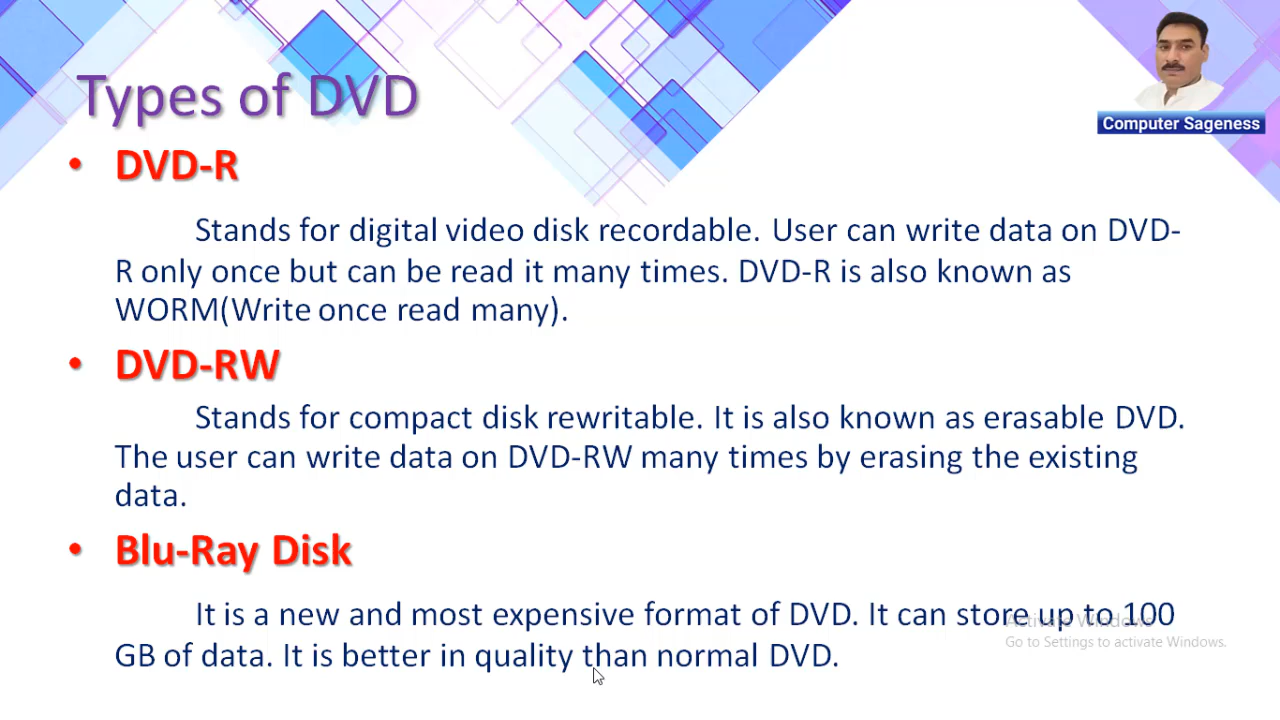 Types of DVD
Computer Sageness
• DVD-R
Stands for digital video disk recordable. User can write data on DVD-
R only once but can be read it many times. DVD-R is also known as
WORM(Write once read many).
• DVD-RW
Stands for compact disk rewritable. It is also known as erasable DVD.
The user can write data on DVD-RW many times by erasing the existing
data.
• Blu-Ray Disk
It is a new and most expensive format of DVD. It can store up to 100
GB of data. It is better in quality than normal DVD.
Activate Windows
Go to Settings to activate Windows.